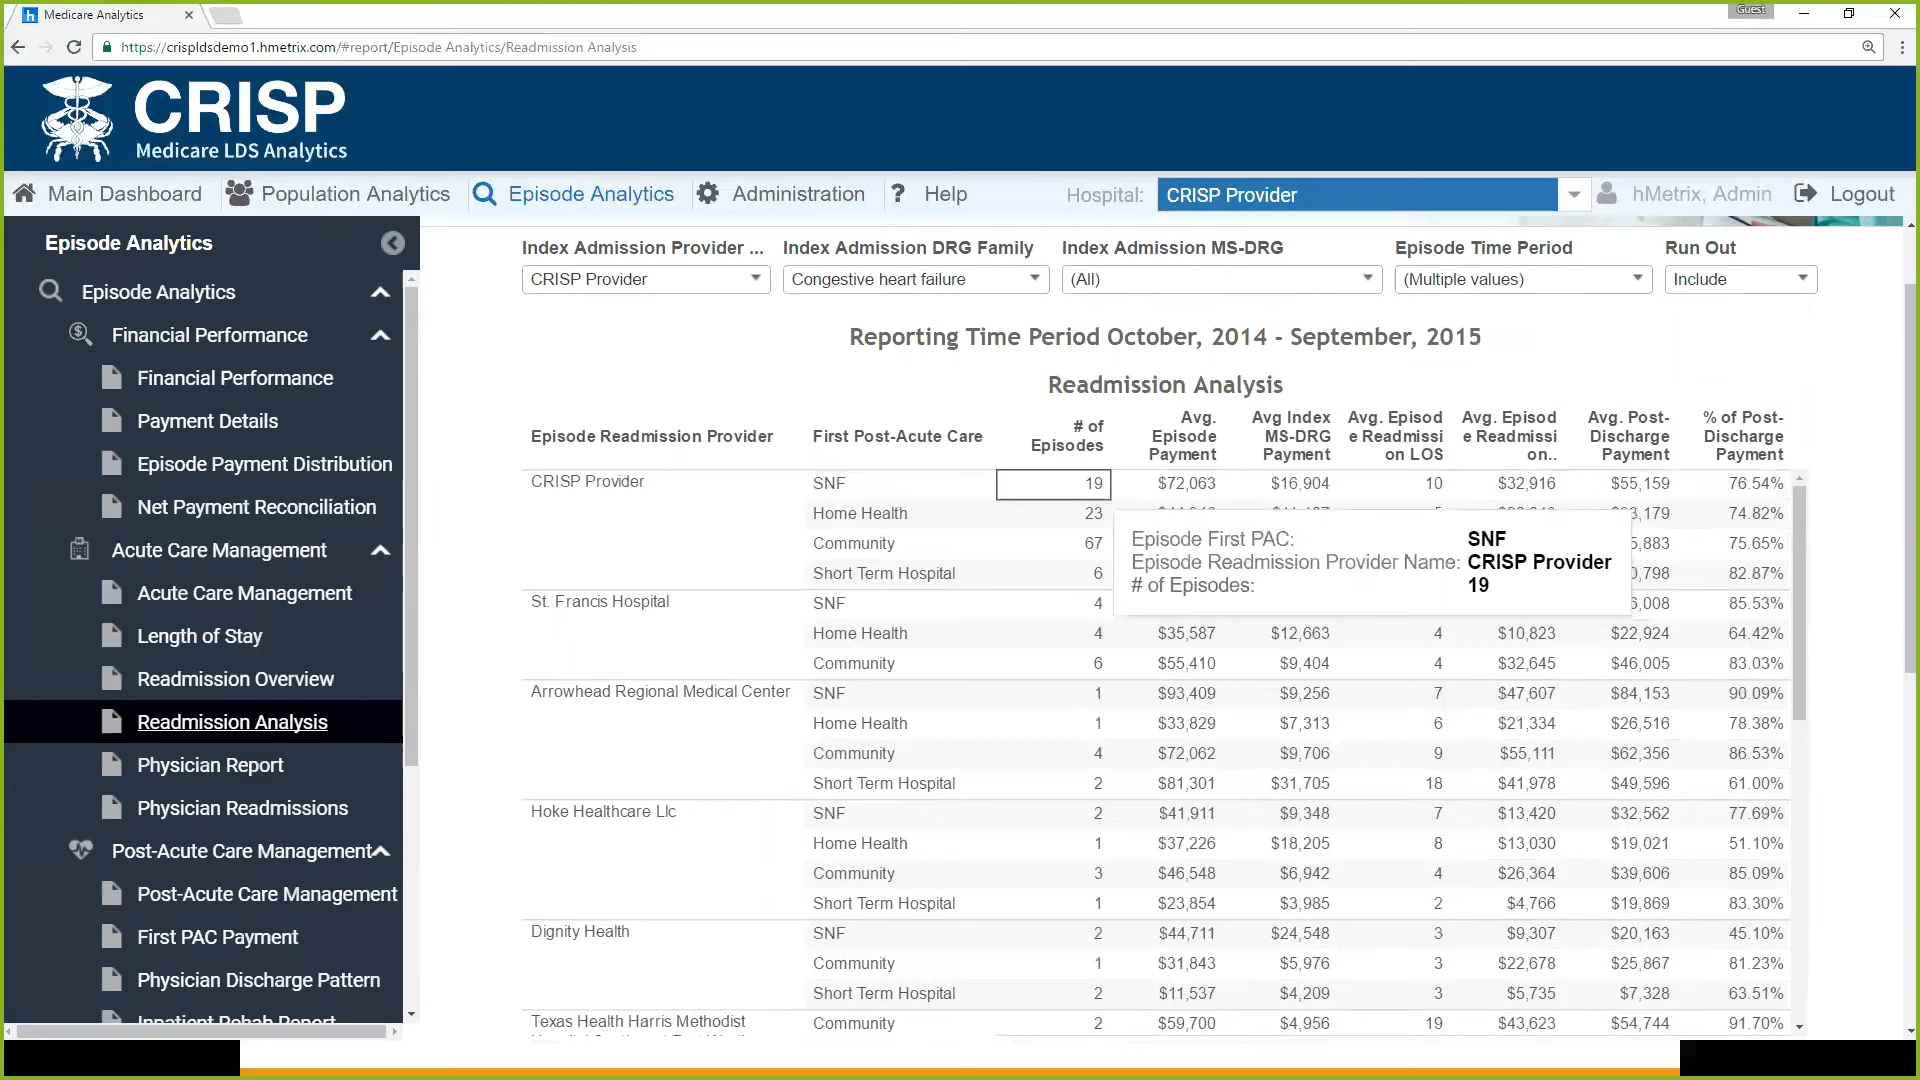 Medicare Analytics
Guest
https://crispldsdemo1.hmetrix.com/#report/Episode Analytics/Readmission Analysis
CRISP
Medicare LDS Analytics
Main Dashboard Population Analytics Episode Analytics Administration ? Help Hospital: CRISP Provider hMetrix, Admin Logout
Episode Analytics
Episode Analytics
Financial Performance
Financial Performance
Payment Details
Episode Payment Distribution
Net Payment Reconciliation
Acute Care Management
Acute Care Management
Length of Stay
Readmission Overview
Readmission Analysis
Physician Report
Physician Readmissions
Post-Acute Care Management
Post-Acute Care Management
First PAC Payment
Physician Discharge Pattern
Inpatient Rehab Report
Index Admission Provider ... Index Admission DRG Family Index Admission MS-DRG Episode Time Period Run Out
CRISP Provider Congestive heart failure (All) (Multiple values) Include
Reporting Time Period October, 2014 - September, 2015
Readmission Analysis
Episode Readmission Provider
First Post-Acute Care
# of
Episodes
Avg.
Episode
Payment
Avg Index
MS-DRG
Payment
Avg. Episod
e Readmissi
on LOS
Avg. Episod
e Readmissi
on..
Avg. Post-
Discharge
Payment
% of Post-
Discharge
Payment
CRISP Provider SNF 19 $72,063 $16,904 10 $32,916 $55,159 76.54%
Home Health 23 3,179 74.82%
Community 67 5,883 75.65%
Short Term Hospital 6 0,798 82.87%
Episode First PAC: SNF
Episode Readmission Provider Name: CRISP Provider
# of Episodes: 19
St. Francis Hospital SNF 4 6,008 85.53%
Home Health 4 $35,587 $12,663 4 $10,823 $22,924 64.42%
Community 6 $55,410 $9,404 4 $32,645 $46,005 83.03%
Arrowhead Regional Medical Center SNF 1 $93,409 $9,256 7 $47,607 $84,153 90.09%
Home Health 1 $33,829 $7,313 6 $21,334 $26,516 78.38%
Community 4 $72,062 $9,706 9 $55,111 $62,356 86.53%
Short Term Hospital 2 $81,301 $31,705 18 $41,978 $49,596 61.00%
Hoke Healthcare Llc SNF 2 $41,911 $9,348 7 $13,420 $32,562 77.69%
Home Health 1 $37,226 $18,205 8 $13,030 $19,021 51.10%
Community 3 $46,548 $6,942 4 $26,364 $39,606 85.09%
Short Term Hospital 1 $23,854 $3,985 2 $4,766 $19,869 83.30%
Dignity Health SNF 2 $44,711 $24,548 3 $9,307 $20,163 45.10%
Community 1 $31,843 $5,976 3 $22,678 $25,867 81.23%
Short Term Hospital 2 $11,537 $4,209 3 $5,735 $7,328 63.51%
Texas Health Harris Methodist Community 2 $59,700 $4,956 19 $43,623 $54,744 91.70%